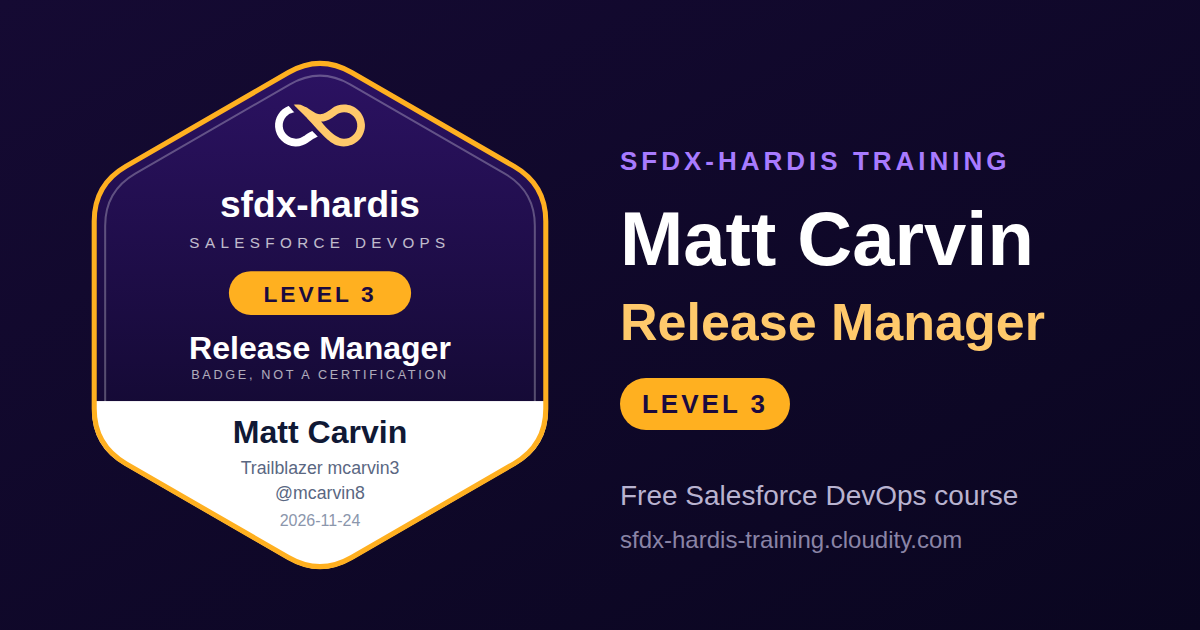 sfdx-hardis
SALESFORCE DEVOPS
LEVEL 3
Release Manager
BADGE, NOT A CERTIFICATION
Matt Carvin
Trailblazer mcarvin3
@mcarvin8
2026-11-24
SFDX-HARDIS TRAINING
Matt Carvin
Release Manager
LEVEL 3
Free Salesforce DevOps course
sfdx-hardis-training.cloudity.com